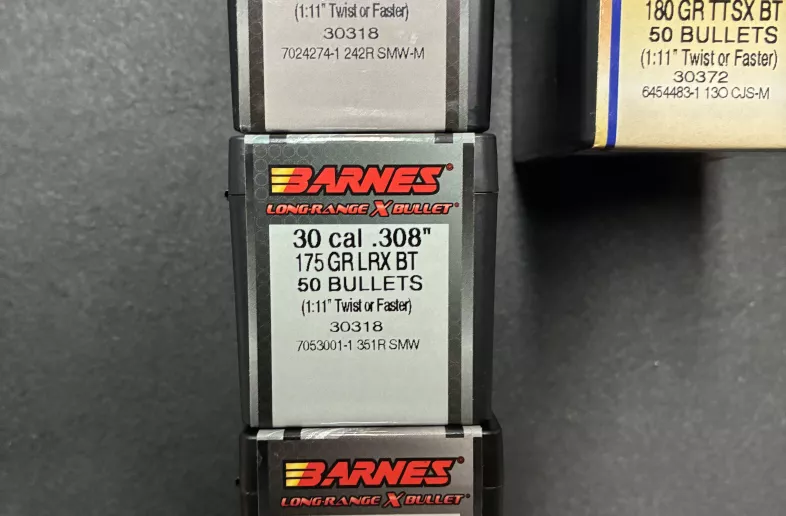 (1:11" Twist or Faster)
30318
7024274-1 242R SMW-M
180 GR TTSX BT
50 BULLETS
(1:11" Twist or Faster)
30372
6454483-1 130 CJS-M
BARNES®
LONG-RANGE X BULLET®
30 cal .308"
175 GR LRX BT
50 BULLETS
(1:11" Twist or Faster)
30318
7053001-1 351R SMW
BARNES®
LONG-RANGE X BULLET®